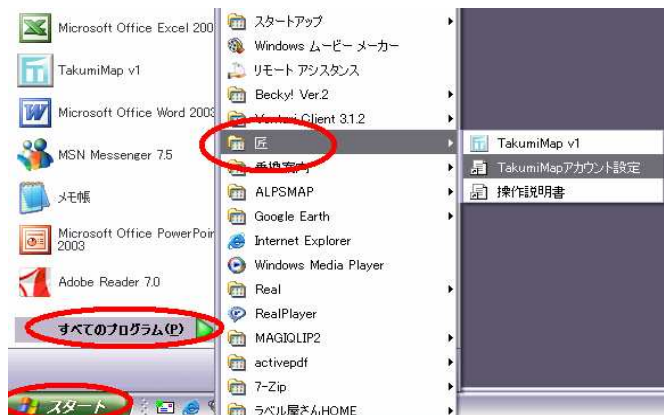 Microsoft Office Excel 200
TakumiMap v1
Microsoft Office Word 2003
MSN Messenger 7.5
メモ帳
Microsoft Office PowerPoin
2003
Adobe Reader 7.0
すべてのプログラム(P)
スタート
スタートアップ
Windows ムービー メーカー
リモート アシスタンス
Becky! Ver.2
Client 3.1.2
匠
乗換案内
ALPSMAP
Google Earth
Internet Explorer
Windows Media Player
Real
RealPlayer
MAGIQLIP2
activepdf
7-Zip
ラベル屋さんHOME
TakumiMap v1
TakumiMapアカウント設定
操作説明書